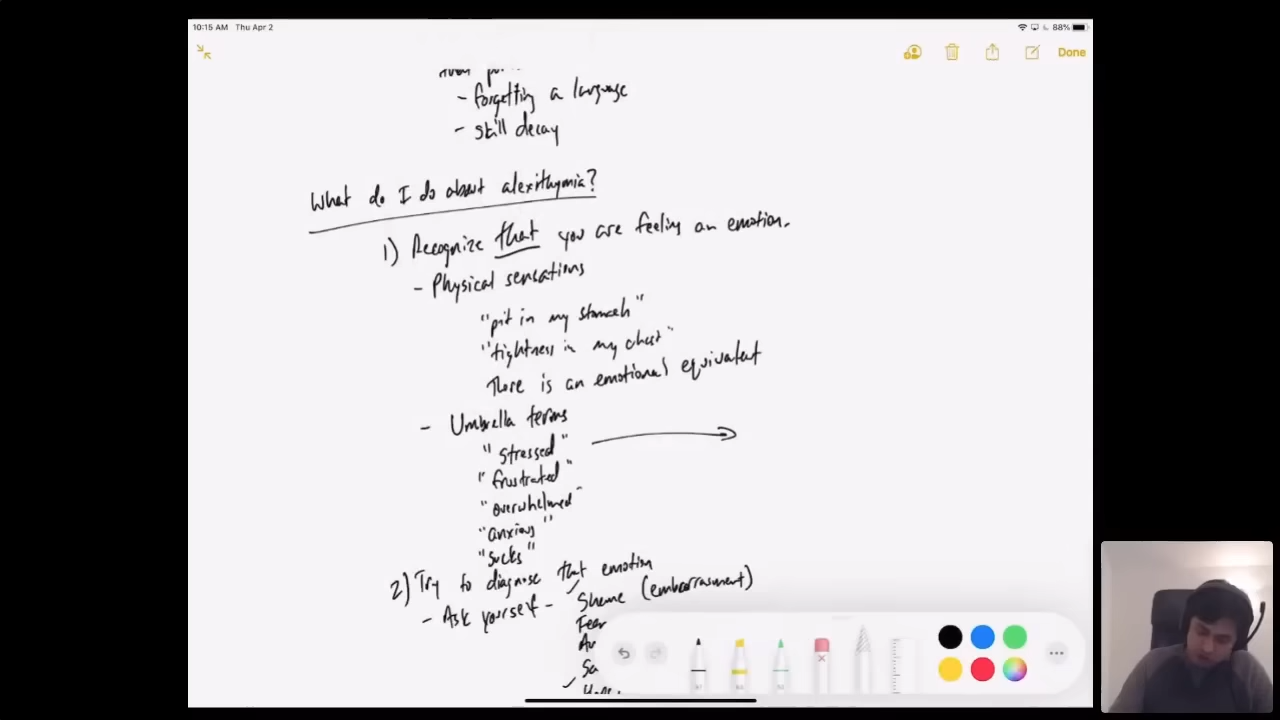 10:15 AM Thu Apr 2
88%
Done
- forgetting a language
- skill decay
What do I do about alexithymia?
1) Recognize that you are feeling an emotion.
- Physical sensations
"pit in my stomach"
"tightness in my chest"
There is an emotional equivalent
- Umbrella terms
"stressed"
"frustrated"
"overwhelmed"
"anxious"
"sucks"
2) Try to diagnose that emotion
- Ask yourself - Shame (embarrasment)
Fear